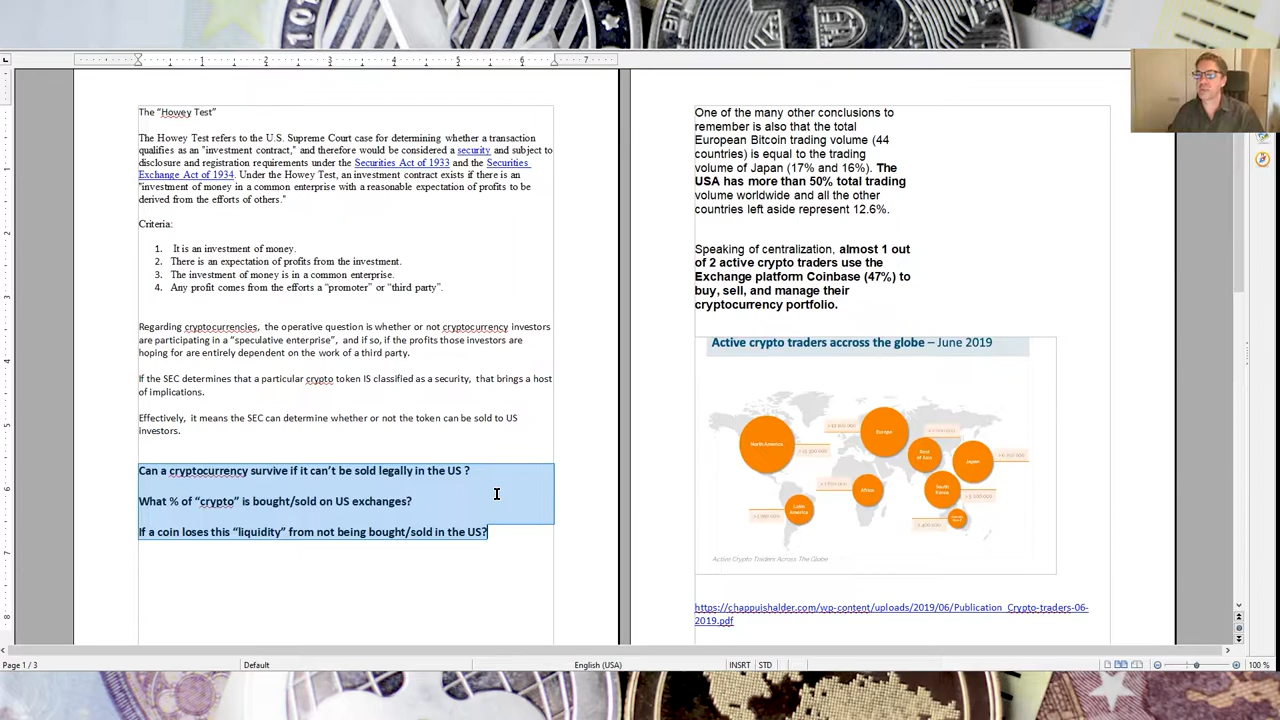 The “Howey Test”
The Howey Test refers to the U.S. Supreme Court case for determining whether a transaction
qualifies as an "investment contract," and therefore would be considered a security and subject to
disclosure and registration requirements under the Securities Act of 1933 and the Securities
Exchange Act of 1934. Under the Howey Test, an investment contract exists if there is an
"investment of money in a common enterprise with a reasonable expectation of profits to be
derived from the efforts of others."
Criteria:
1. It is an investment of money.
2. There is an expectation of profits from the investment.
3. The investment of money is in a common enterprise.
4. Any profit comes from the efforts a “promoter” or “third party”.
Regarding cryptocurrencies, the operative question is whether or not cryptocurrency investors
are participating in a “speculative enterprise”, and if so, if the profits those investors are
hoping for are entirely dependent on the work of a third party.
If the SEC determines that a particular crypto token IS classified as a security, that brings a host
of implications.
Effectively, it means the SEC can determine whether or not the token can be sold to US
investors.
Can a cryptocurrency survive if it can’t be sold legally in the US ?
What % of “crypto” is bought/sold on US exchanges?
If a coin loses this “liquidity” from not being bought/sold in the US?
One of the many other conclusions to
remember is also that the total
European Bitcoin trading volume (44
countries) is equal to the trading
volume of Japan (17% and 16%). The
USA has more than 50% total trading
volume worldwide and all the other
countries left aside represent 12.6%.
Speaking of centralization, almost 1 out
of 2 active crypto traders use the
Exchange platform Coinbase (47%) to
buy, sell, and manage their
cryptocurrency portfolio.
Active crypto traders accross the globe – June 2019
North America
Europe
Rest of Asia
Japan
South Korea
Africa
Latin America
Active Crypto Traders Across The Globe
https://chappuishalder.com/wp-content/uploads/2019/06/Publication_Crypto-traders-06-
2019.pdf
Page 1 / 3
Default
English (USA)
INSRT
STD
100 %